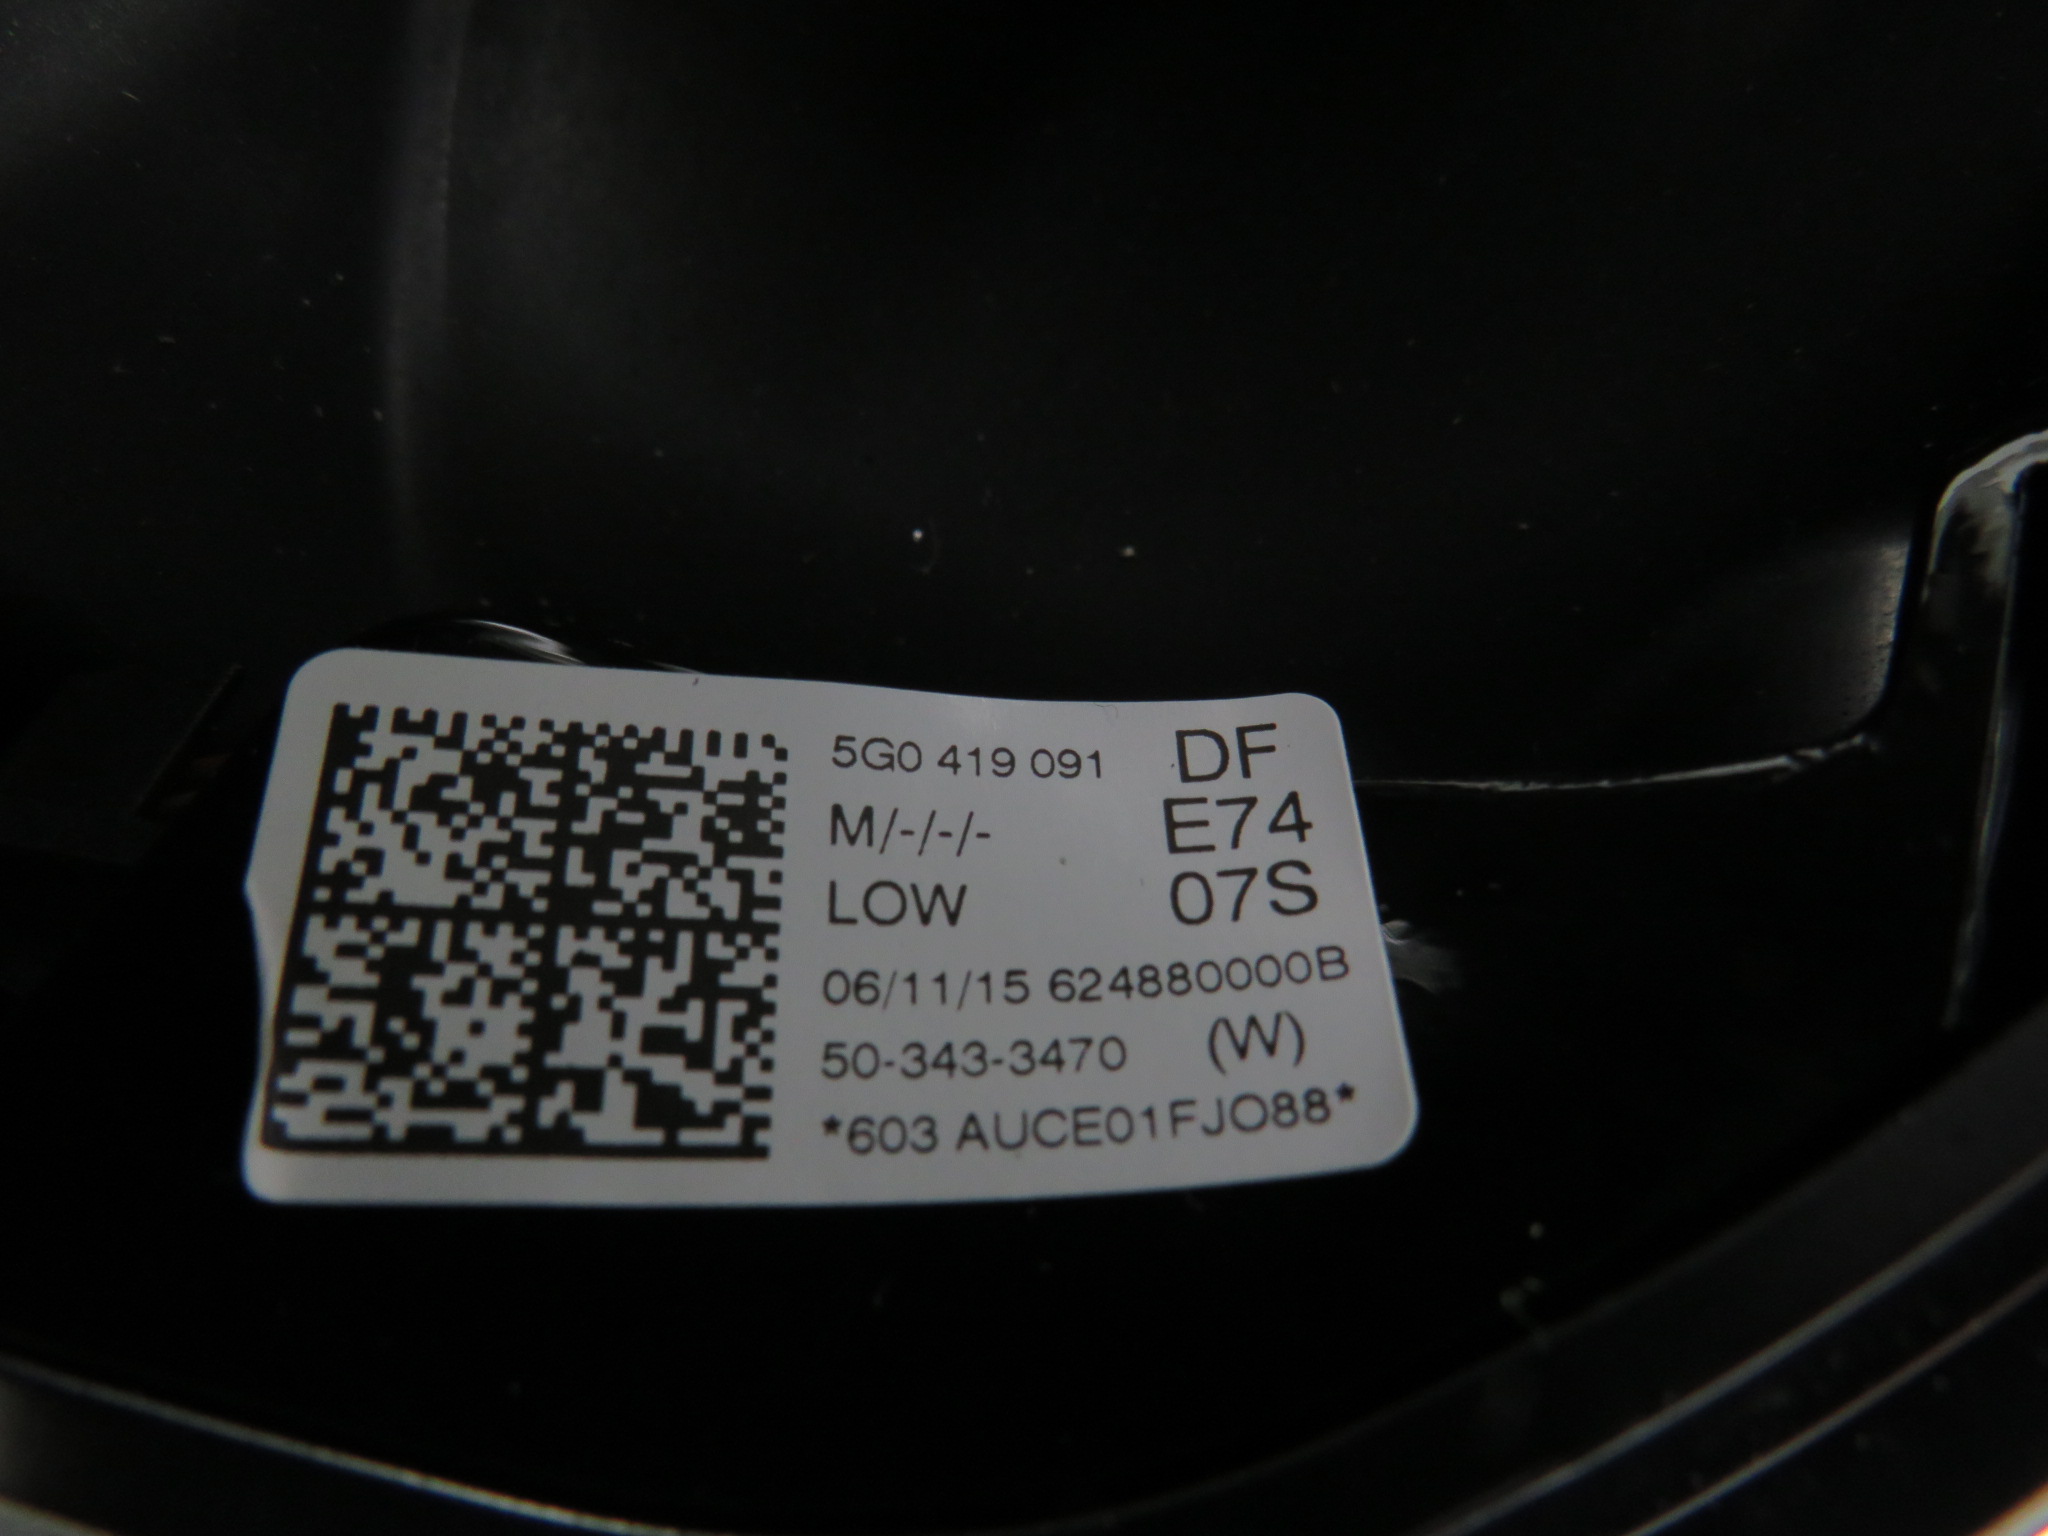 5G0 419 091 DF
M/-/-/- E74
LOW 07S
06/11/15 624880000B
50-343-3470 (W)
*603 AUCE01FJO88*